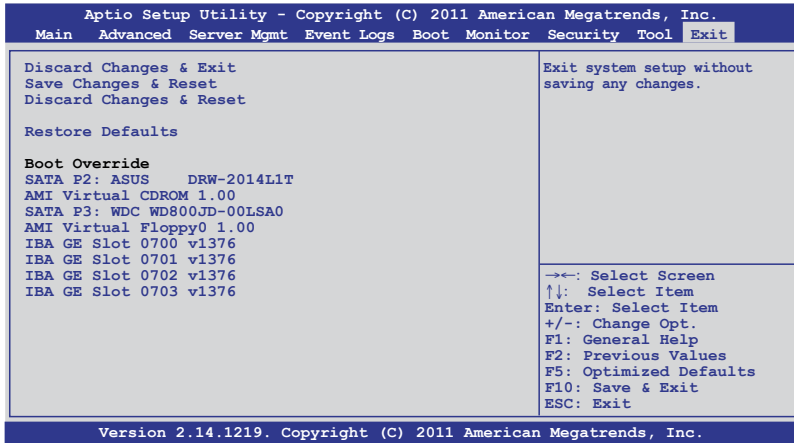 Aptio Setup Utility - Copyright (C) 2011 American Megatrends, Inc.
Main Advanced Server Mgmt Event Logs Boot Monitor Security Tool Exit
Discard Changes & Exit
Save Changes & Reset
Discard Changes & Reset
Restore Defaults
Boot Override
SATA P2: ASUS DRW-2014L1T
AMI Virtual CDROM 1.00
SATA P3: WDC WD800JD-00LSA0
AMI Virtual Floppy0 1.00
IBA GE Slot 0700 v1376
IBA GE Slot 0701 v1376
IBA GE Slot 0702 v1376
IBA GE Slot 0703 v1376
Exit system setup without
saving any changes.
→←: Select Screen
↑↓: Select Item
Enter: Select Item
+/-: Change Opt.
F1: General Help
F2: Previous Values
F5: Optimized Defaults
F10: Save & Exit
ESC: Exit
Version 2.14.1219. Copyright (C) 2011 American Megatrends, Inc.